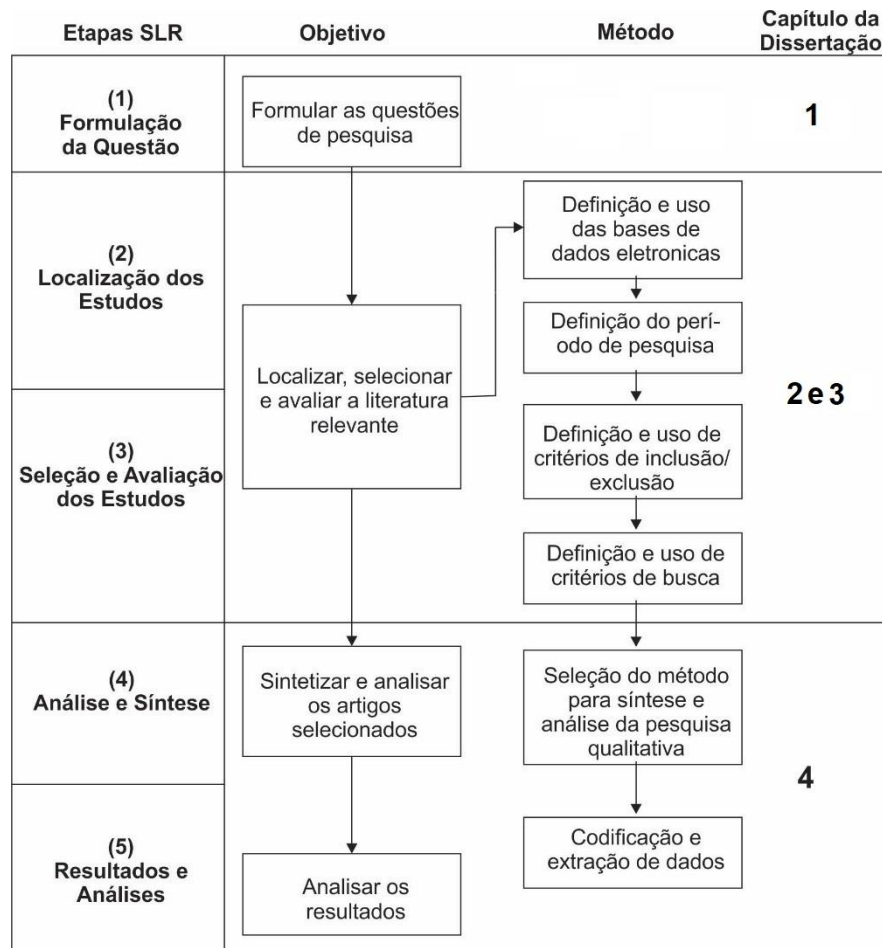 Etapas SLR
Objetivo
Método
Capítulo da
Dissertação
(1)
Formulação
da Questão
Formular as questões
de pesquisa
1
(2)
Localização dos
Estudos
(3)
Seleção e Avaliação
dos Estudos
Localizar, selecionar
e avaliar a literatura
relevante
Definição e uso
das bases de
dados eletronicas
Definição do perí-
odo de pesquisa
Definição e uso de
critérios de inclusão/
exclusão
Definição e uso de
critérios de busca
2 e 3
(4)
Análise e Síntese
Sintetizar e analisar
os artigos
selecionados
Seleção do método
para síntese e
análise da pesquisa
qualitativa
4
(5)
Resultados e
Análises
Analisar os
resultados
Codificação e
extração de dados